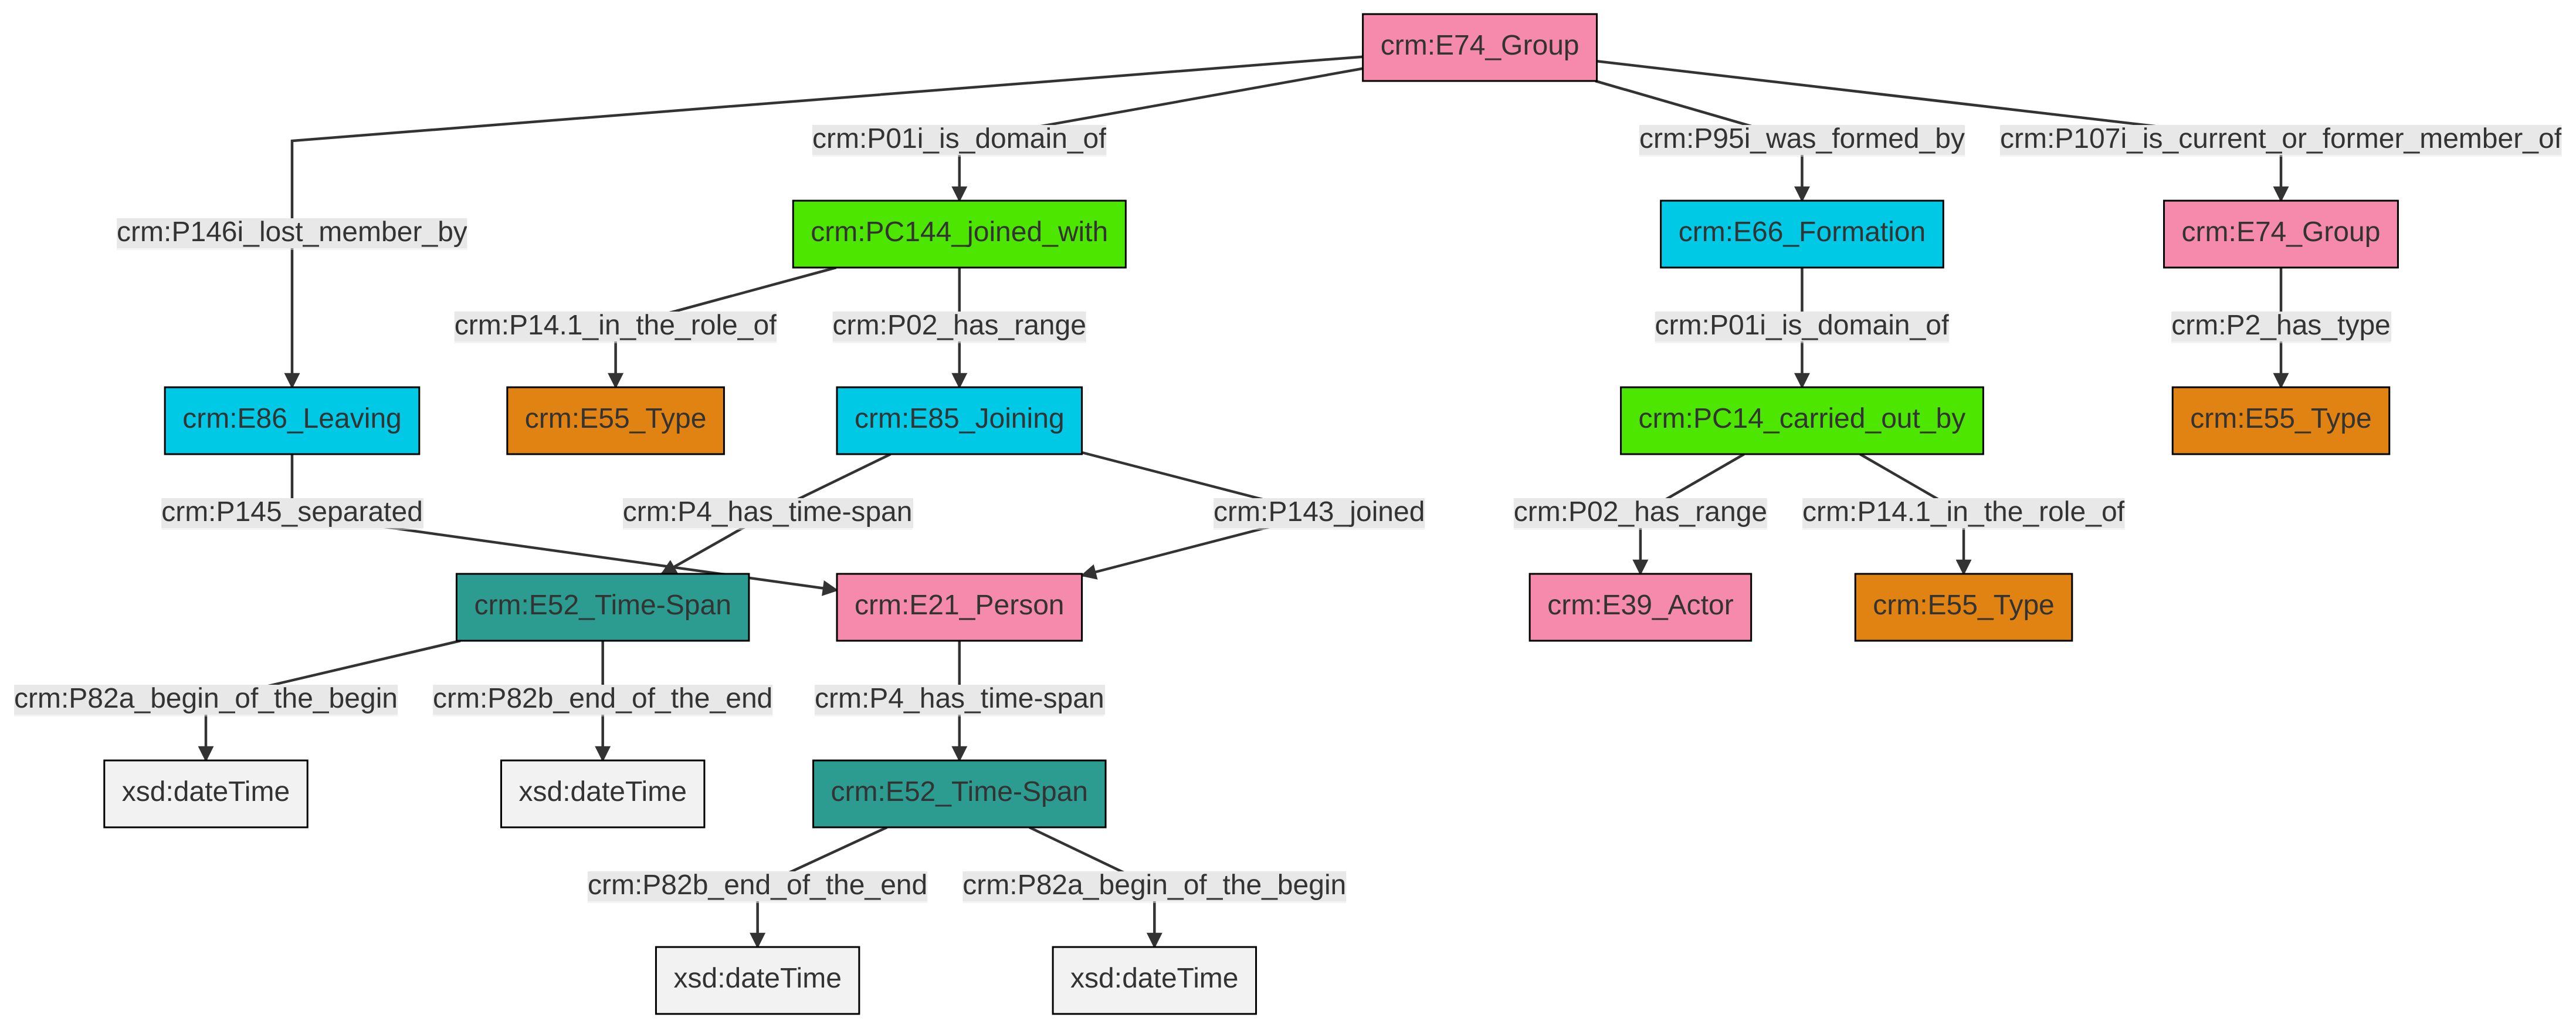 crm:E74_Group
crm:P01i_is_domain_of
crm:P95i_was_formed_by
crm:P107i_is_current_or_former_member_of
crm:P146i_lost_member_by
crm:PC144_joined_with
crm:E66_Formation
crm:E74_Group
crm:P14.1_in_the_role_of
crm:P02_has_range
crm:P01i_is_domain_of
crm:P2_has_type
crm:E86_Leaving
crm:E55_Type
crm:E85_Joining
crm:PC14_carried_out_by
crm:E55_Type
crm:P145_separated
crm:P4_has_time-span
crm:P143_joined
crm:P02_has_range
crm:P14.1_in_the_role_of
crm:E52_Time-Span
crm:E21_Person
crm:E39_Actor
crm:E55_Type
crm:P82a_begin_of_the_begin
crm:P82b_end_of_the_end
crm:P4_has_time-span
xsd:dateTime
xsd:dateTime
crm:E52_Time-Span
crm:P82b_end_of_the_end
crm:P82a_begin_of_the_begin
xsd:dateTime
xsd:dateTime